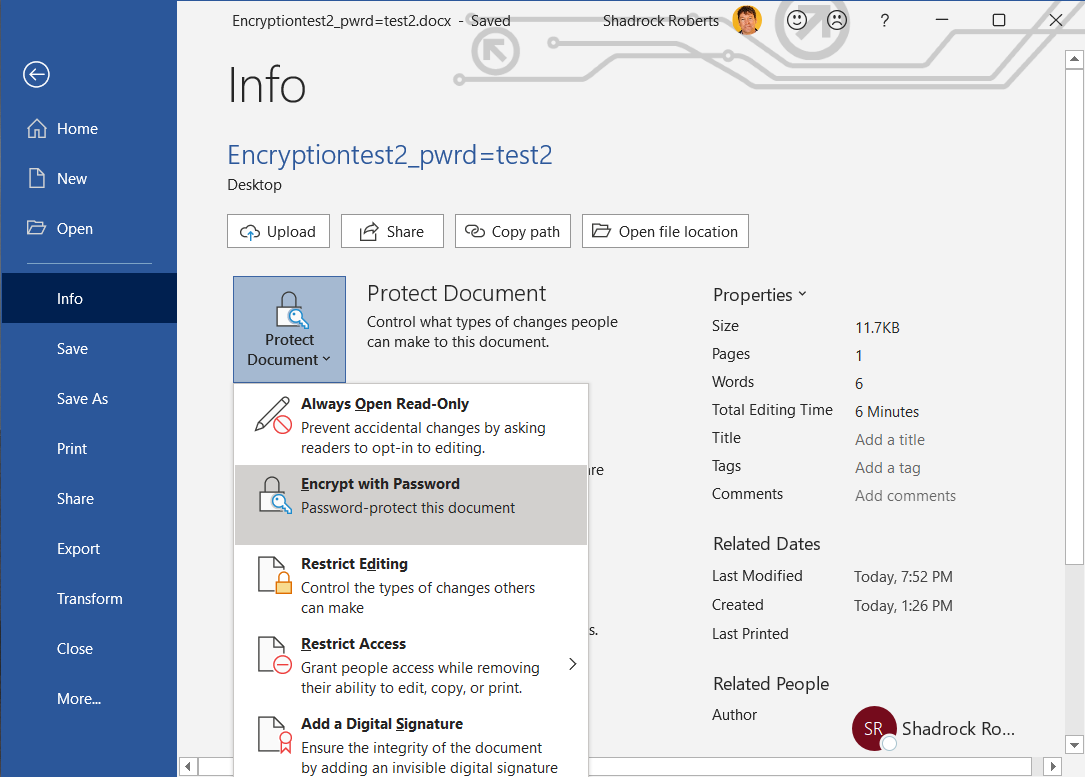 Encryptiontest2_pwrd=test2.docx - Saved
Shadrock Roberts
?
Home
New
Open
Info
Save
Save As
Print
Share
Export
Transform
Close
More...
Info
Encryptiontest2_pwrd=test2
Desktop
Upload
Share
Copy path
Open file location
Protect
Document
Protect Document
Control what types of changes people
can make to this document.
Always Open Read-Only
Prevent accidental changes by asking
readers to opt-in to editing.
Encrypt with Password
Password-protect this document
Restrict Editing
Control the types of changes others
can make
Restrict Access
Grant people access while removing
their ability to edit, copy, or print.
Add a Digital Signature
Ensure the integrity of the document
by adding an invisible digital signature
are
s.
Properties
Size 11.7KB
Pages 1
Words 6
Total Editing Time 6 Minutes
Title Add a title
Tags Add a tag
Comments Add comments
Related Dates
Last Modified Today, 7:52 PM
Created Today, 1:26 PM
Last Printed
Related People
Author
SR Shadrock Ro...